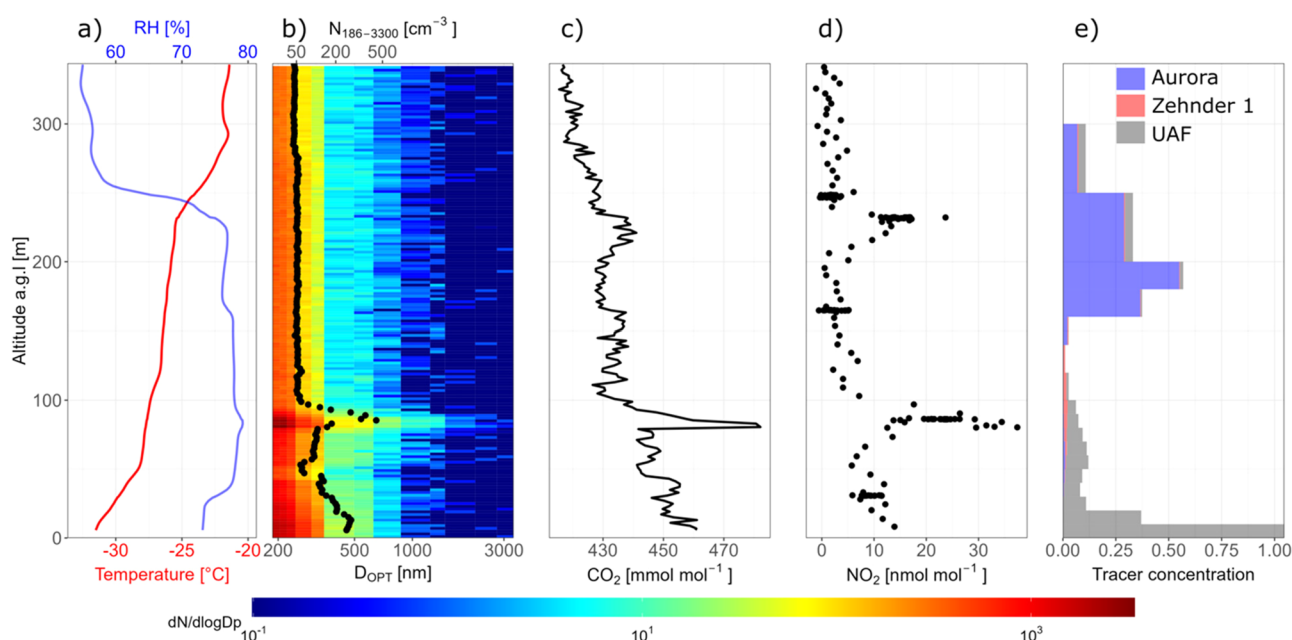 a)
RH [%]
60 70 80
b)
N186−3300 [cm−3 ]
50 200 500
c)
d)
e)
Aurora
Zehnder 1
UAF
Altitude a.g.l [m]
300
200
100
0
-30 -25 -20
Temperature [°C]
200 500 1000 3000
DOPT [nm]
430 450 470
CO2 [mmol mol−1 ]
0 10 20 30
NO2 [nmol mol−1 ]
0.00 0.25 0.50 0.75 1.00
Tracer concentration
dN/dlogDp
10-1 101 103